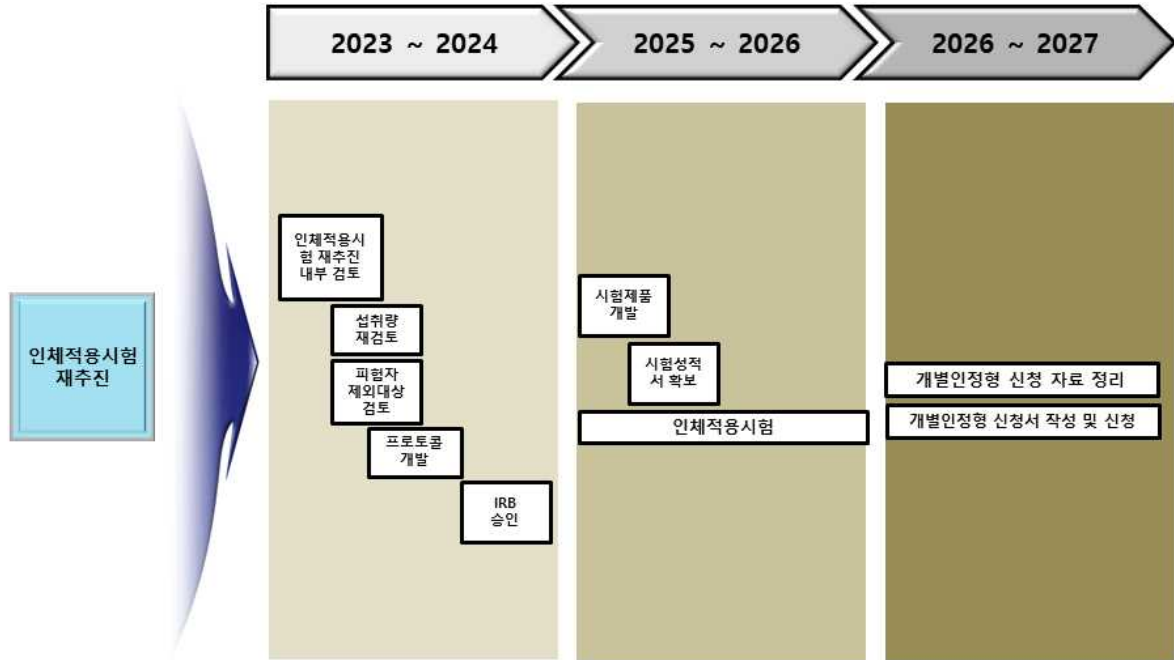 2023 ~ 2024
2025 ~ 2026
2026 ~ 2027
인체적용시험
재추진
인체적용시
험 재추진
내부 검토
섭취량
재검토
피험자
제외대상
검토
프로토콜
개발
IRB
승인
시험제품
개발
시험성적
서 확보
인체적용시험
개별인정형 신청 자료 정리
개별인정형 신청서 작성 및 신청